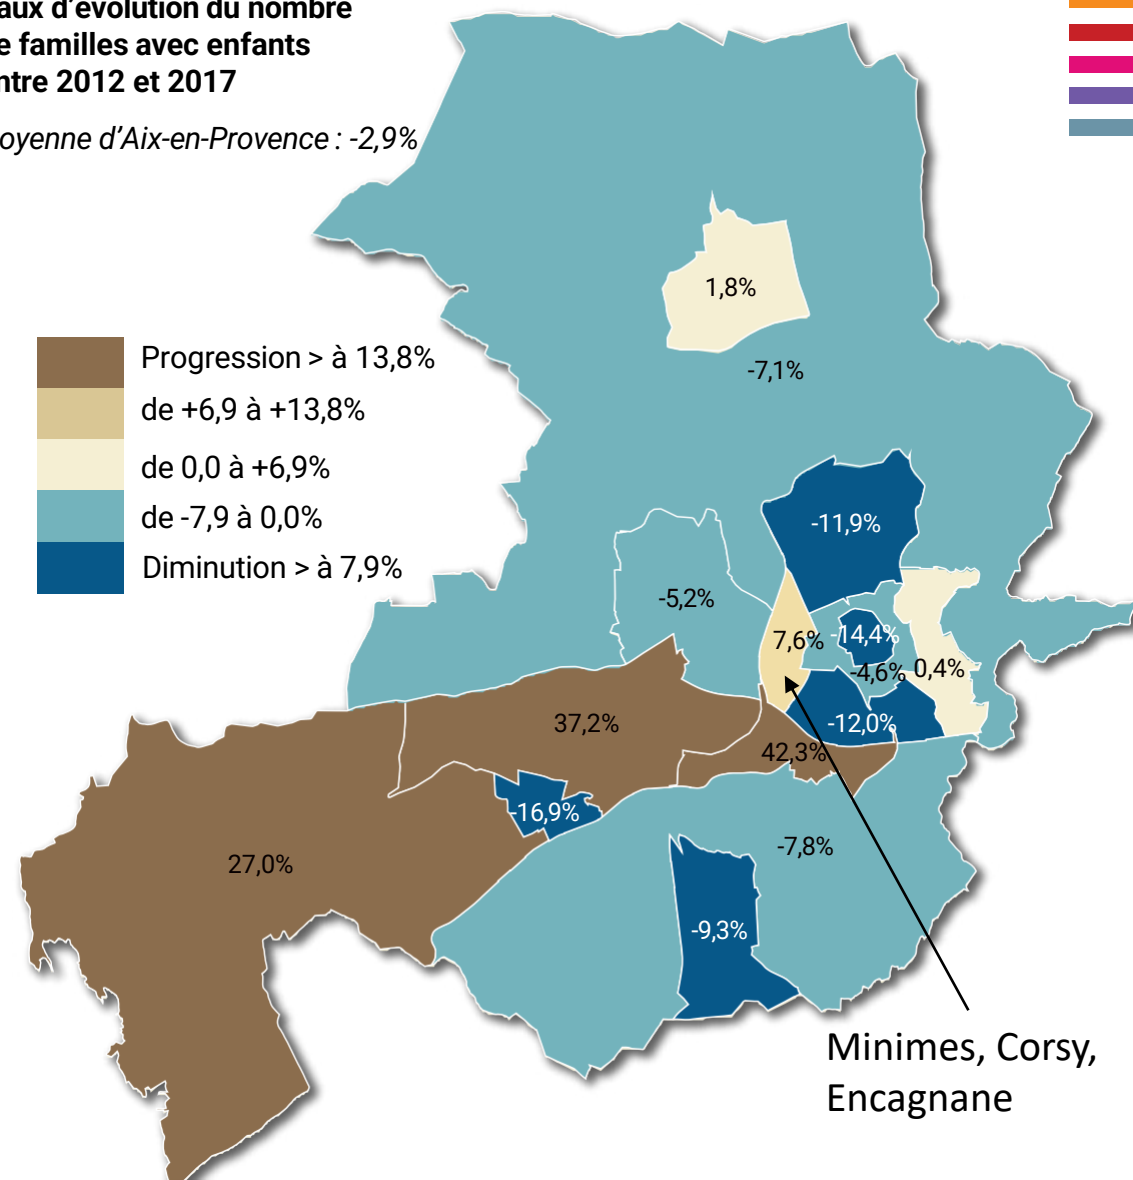 aux d'évolution du nombre
e familles avec enfants
ntre 2012 et 2017
oyenne d'Aix-en-Provence : -2,9%
1,8%
Progression > à 13,8%
-7,1%
de +6,9 à +13,8%
de 0,0 à +6,9%
de -7,9 à 0,0%
-11,9%
Diminution > à 7,9%
-5,2%
7,6%
-14,4%
-4,6%
0,4%
37,2%
-12,0%
42,3%
-16,9%
-7,8%
27,0%
-9,3%
Minimes, Corsy,
Encagnane